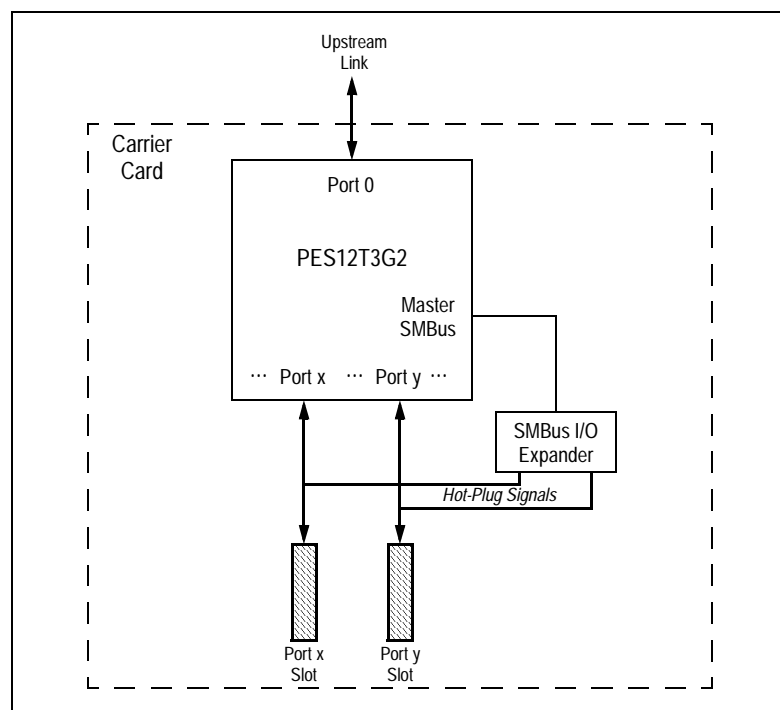 Upstream
Link
Carrier
Card
Port 0
PES12T3G2
Master
SMBus
··· Port x ··· Port y ···
SMBus I/O
Expander
Hot-Plug Signals
Port x
Slot
Port y
Slot